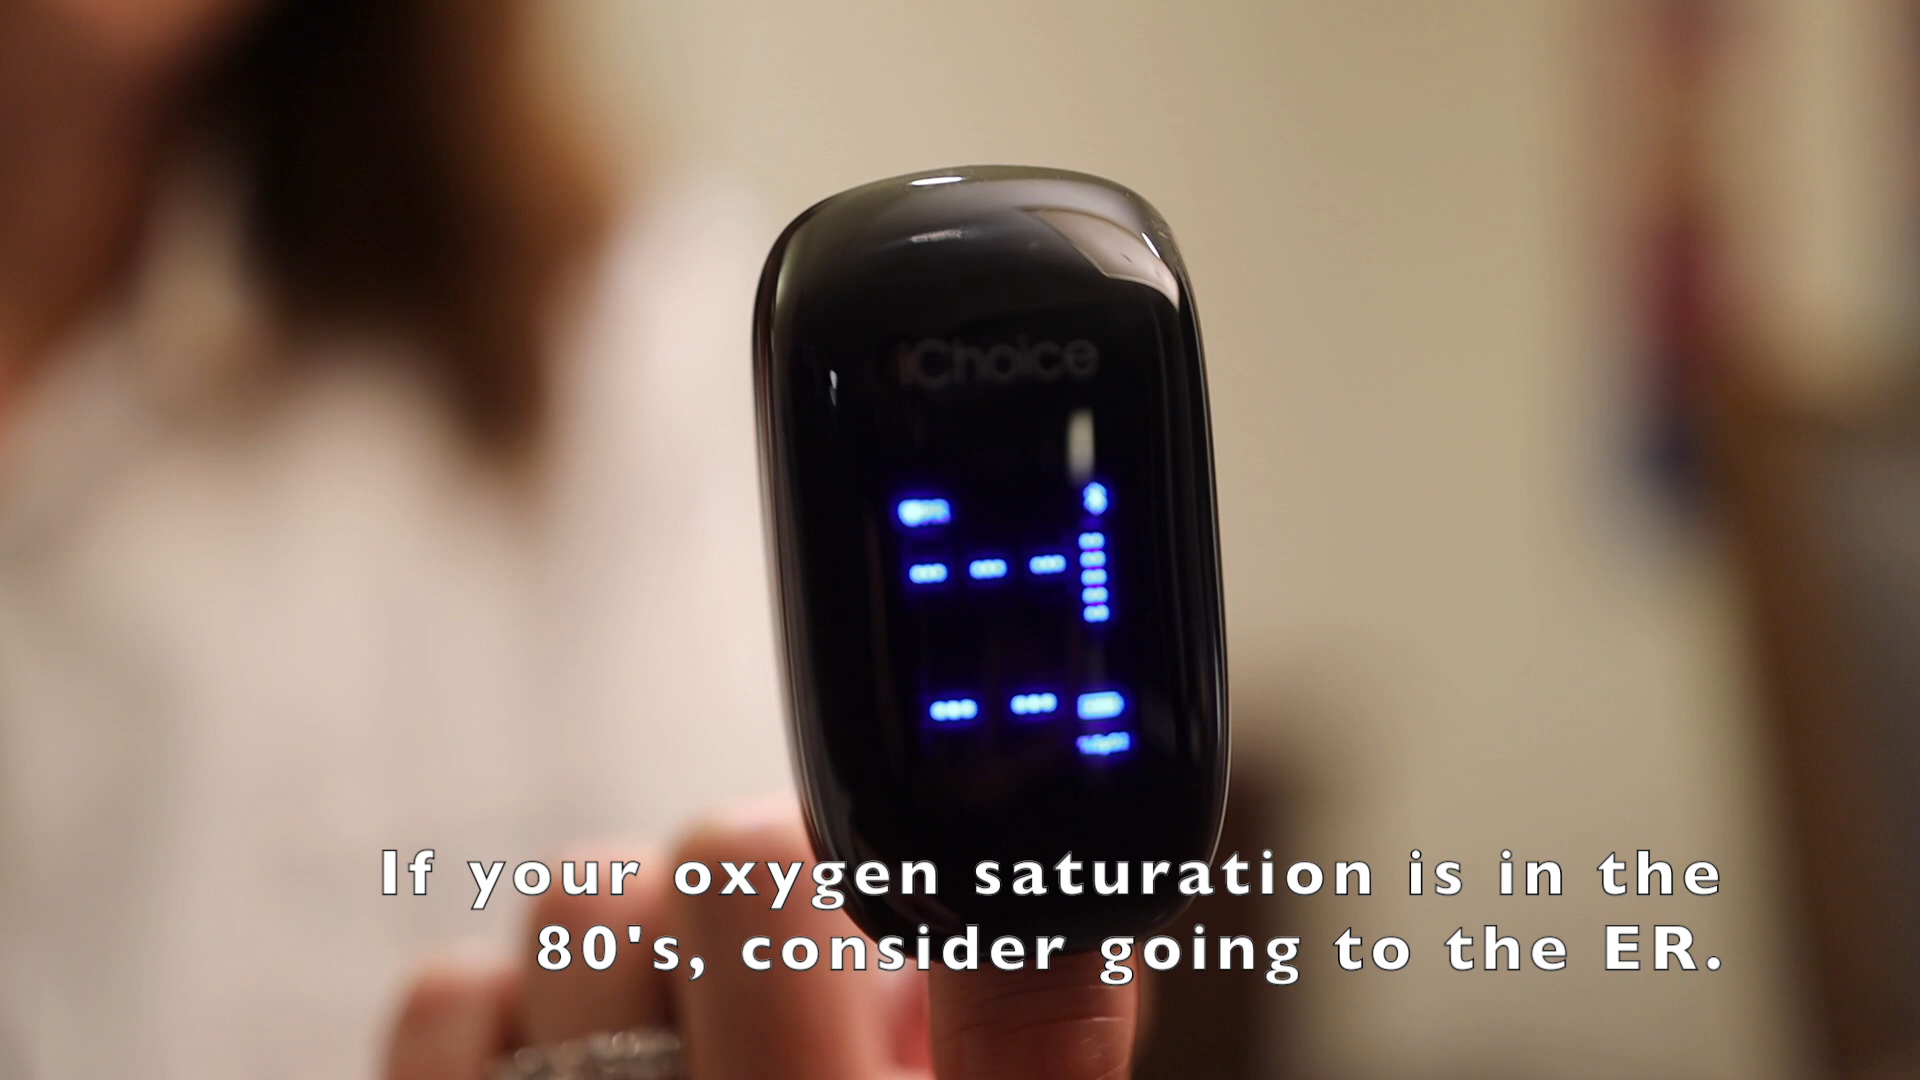 iChoice
If your oxygen saturation is in the
80's, consider going to the ER.